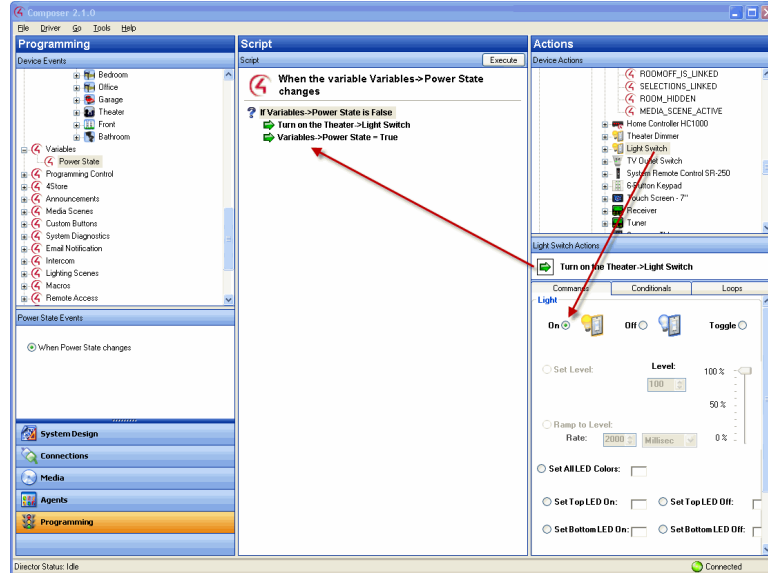 Composer 2.1.0
File Driver Go Tools Help
Programming
Device Events
Bedroom
Office
Garage
Theater
Front
Bathroom
Variables
Power State
Programming Control
4Store
Announcements
Media Scenes
Custom Buttons
System Diagnostics
Email Notification
Intercom
Lighting Scenes
Macros
Remote Access
Power State Events
When Power State changes
System Design
Connections
Media
Agents
Programming
Director Status: Idle
Script
Script Execute
When the variable Variables->Power State
changes
If Variables->Power State is False
Turn on the Theater->Light Switch
Variables->Power State = True
Actions
Device Actions
ROOMOFF_IS_LINKED
SELECTIONS_LINKED
ROOM_HIDDEN
MEDIA_SCENE_ACTIVE
Home Controller HC1000
Theater Dimmer
Light Switch
TV Outlet Switch
System Remote Control SR-250
6-Button Keypad
Touch Screen - 7"
Receiver
Tuner
Light Switch Actions
Turn on the Theater->Light Switch
Commands Conditionals Loops
Light
On Off Toggle
Set Level: Level: 100 %
100
50 %
Ramp to Level:
Rate: 2000 Millisec 0 %
Set All LED Colors:
Set Top LED On: Set Top LED Off:
Set Bottom LED On: Set Bottom LED Off:
Connected